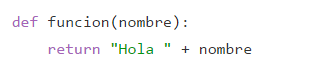 def funcion(nombre):
    return "Hola " + nombre